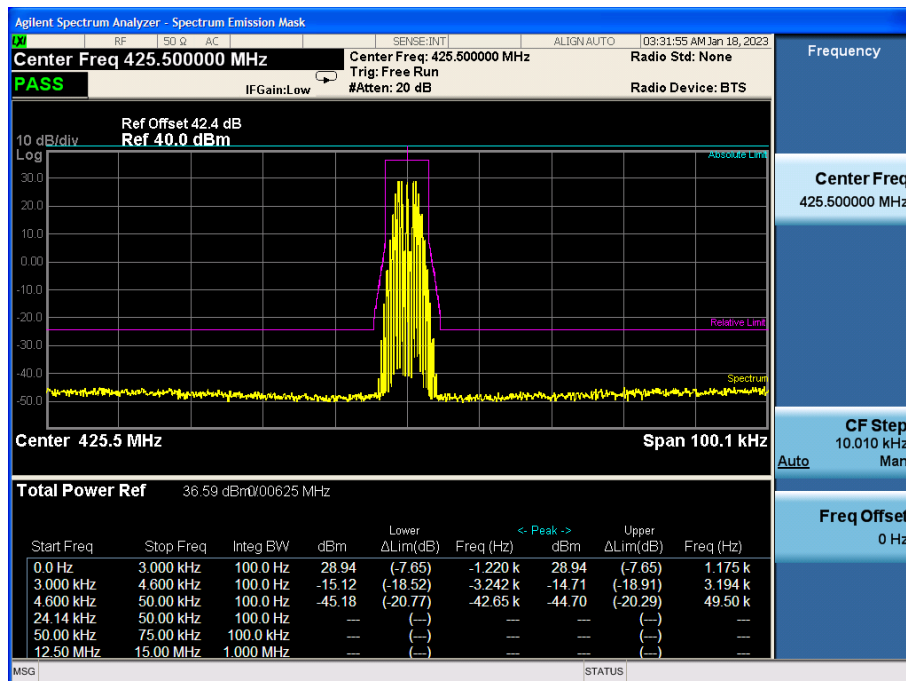 Agilent Spectrum Analyzer - Spectrum Emission Mask
LXI RF 50 Ω AC SENSE:INT ALIGN AUTO 03:31:55 AM Jan 18, 2023
Center Freq 425.500000 MHz
Center Freq: 425.500000 MHz
Radio Std: None
PASS
Trig: Free Run
IFGain:Low
#Atten: 20 dB
Radio Device: BTS
Ref Offset 42.4 dB
10 dB/div Ref 40.0 dBm
Log
Absolute Limit
30.0
20.0
10.0
0.00
-10.0
-20.0
Relative Limit
-30.0
-40.0
Spectrum
-50.0
Center 425.5 MHz Span 100.1 kHz
Total Power Ref 36.59 dBm/0.00625 MHz
Lower <- Peak -> Upper
Start Freq Stop Freq Integ BW dBm ΔLim(dB) Freq (Hz) dBm ΔLim(dB) Freq (Hz)
0.0 Hz 3.000 kHz 100.0 Hz 28.94 (-7.65) -1.220 k 28.94 (-7.65) 1.175 k
3.000 kHz 4.600 kHz 100.0 Hz -15.12 (-18.52) -3.242 k -14.71 (-18.91) 3.194 k
4.600 kHz 50.00 kHz 100.0 Hz -45.18 (-20.77) -42.65 k -44.70 (-20.29) 49.50 k
24.14 kHz 50.00 kHz 100.0 Hz --- (---) --- --- (---) ---
50.00 kHz 75.00 kHz 100.0 kHz --- (---) --- --- (---) ---
12.50 MHz 15.00 MHz 1.000 MHz --- (---) --- --- (---) ---
MSG STATUS
Frequency
Center Freq
425.500000 MHz
CF Step
10.010 kHz
Auto Man
Freq Offset
0 Hz